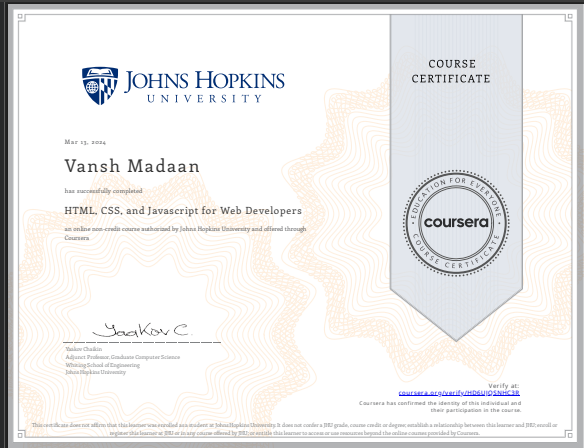 JOHNS HOPKINS
UNIVERSITY
COURSE
CERTIFICATE
Mar 13, 2024
Vansh Madaan
has successfully completed
HTML, CSS, and Javascript for Web Developers
an online non-credit course authorized by Johns Hopkins University and offered through
Coursera
EDUCATION FOR EVERYONE
coursera
COURSE CERTIFICATE
Yaakov C.
Yaakov Chaikin
Adjunct Professor, Graduate Computer Science
Whiting School of Engineering
Johns Hopkins University
Verify at:
coursera.org/verify/
Coursera has confirmed the identity of this individual and
their participation in the course.
This certificate does not affirm that this learner was enrolled as a student at Johns Hopkins University. It does not confer a JHU grade, course credit or degree; establish a relationship between this learner and JHU; enroll or
register this learner at JHU or in any course offered by JHU; or entitle this learner to access or use resources beyond the online courses provided by Coursera.